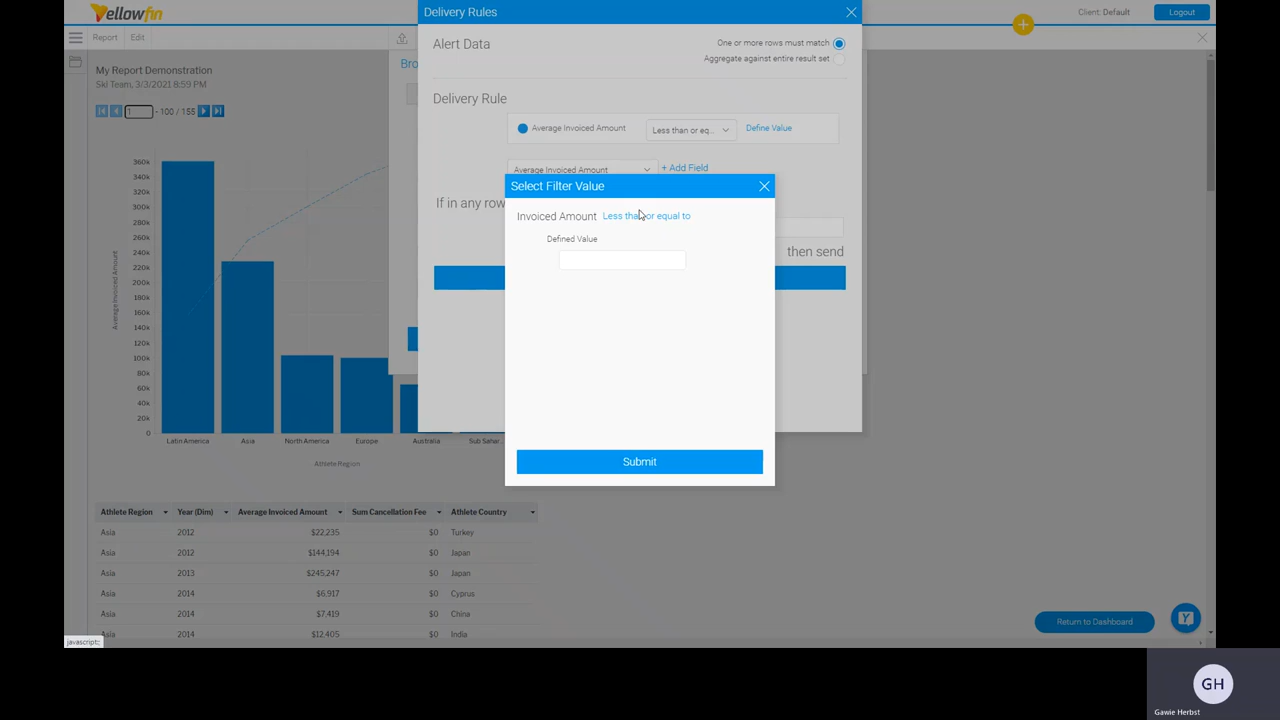 Yellowfin
Delivery Rules
Client: Default
Logout
Report
Edit
My Report Demonstration
Ski Team, 3/3/2021 8:59 PM
1 - 100 / 155
Bro
Alert Data
One or more rows must match
Aggregate against entire result set
Delivery Rule
Average Invoiced Amount
Less than or eq...
Define Value
Average Invoiced Amount
+ Add Field
If in any row
then send
Select Filter Value
Invoiced Amount
Less than or equal to
Defined Value
Submit
Average Invoiced Amount
360k
340k
320k
300k
280k
260k
240k
220k
200k
180k
160k
140k
120k
100k
80k
60k
40k
20k
0
Latin America
Asia
North America
Europe
Australia
Sub Sahar...
Athlete Region
Athlete Region Year (Dim) Average Invoiced Amount Sum Cancellation Fee Athlete Country
Asia 2012 $22,235 $0 Turkey
Asia 2012 $144,194 $0 Japan
Asia 2013 $245,247 $0 Japan
Asia 2014 $6,917 $0 Cyprus
Asia 2014 $7,419 $0 China
Asia 2014 $12,405 $0 India
Return to Dashboard
javascript:;
GH
Gawie Herbst